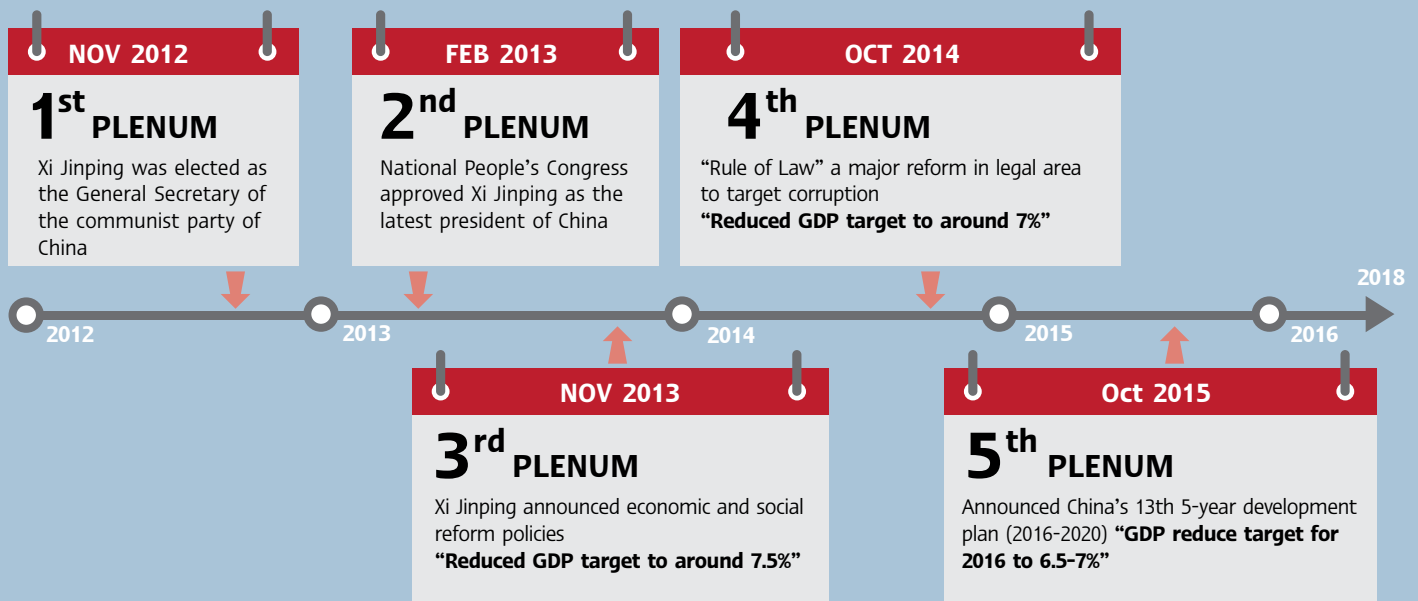 NOV 2012
1st PLENUM
Xi Jinping was elected as
the General Secretary of
the communist party of
China
FEB 2013
2nd PLENUM
National People's Congress
approved Xi Jinping as the
latest president of China
OCT 2014
4th PLENUM
“Rule of Law” a major reform in legal area
to target corruption
“Reduced GDP target to around 7%”
2012
2013
2014
2015
2016
2018
NOV 2013
3rd PLENUM
Xi Jinping announced economic and social
reform policies
“Reduced GDP target to around 7.5%”
Oct 2015
5th PLENUM
Announced China's 13th 5-year development
plan (2016-2020) “GDP reduce target for
2016 to 6.5-7%”